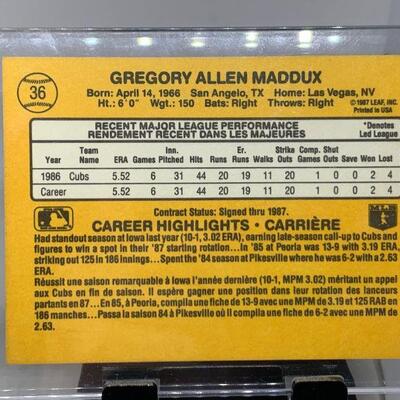 36
GREGORY ALLEN MADDUX
Born: April 14, 1966 San Angelo, TX Home: Las Vegas, NV
Ht.: 6'0" Wgt.: 150 Bats: Right Throws: Right
©1987 LEAF, INC.
Printed in USA
RECENT MAJOR LEAGUE PERFORMANCE
RENDEMENT RÉCENT DANS LES MAJEURES
*Denotes
Led League
Year Team Name ERA Games Inn. Pitched Hits Runs Er. Runs Walks Strike Outs Comp. Games Shut Outs Save Won Lost
1986 Cubs 5.52 6 31 44 20 19 11 20 1 0 0 2 4
Career 5.52 6 31 44 20 19 11 20 1 0 0 2 4
Contract Status: Signed thru 1987.
CAREER HIGHLIGHTS • CARRIÈRE
Had standout season at Iowa last year (10-1, 3.02 ERA), earning late-season call-up to Cubs and
figures to win a spot in their '87 starting rotation... In '85 at Peoria was 13-9 with 3.19 ERA,
striking out 125 in 186 innings... Spent the '84 season at Pikesville where he was 6-2 with a 2.63
ERA.
Réussit une saison remarquable à Iowa l'année dernière (10-1, MPM 3.02) méritant un appel
aux Cubs en fin de saison. Il espère gagner une position dans leur rotation des lanceurs
partants en 87... En 85, à Peoria, compila une fiche de 13-9 avec une MPM de 3.19 et 125 RAB en
186 manches... Passa la saison 84 à Pikesville où il compila une fiche de 6-2 avec une MPM de
2.63.